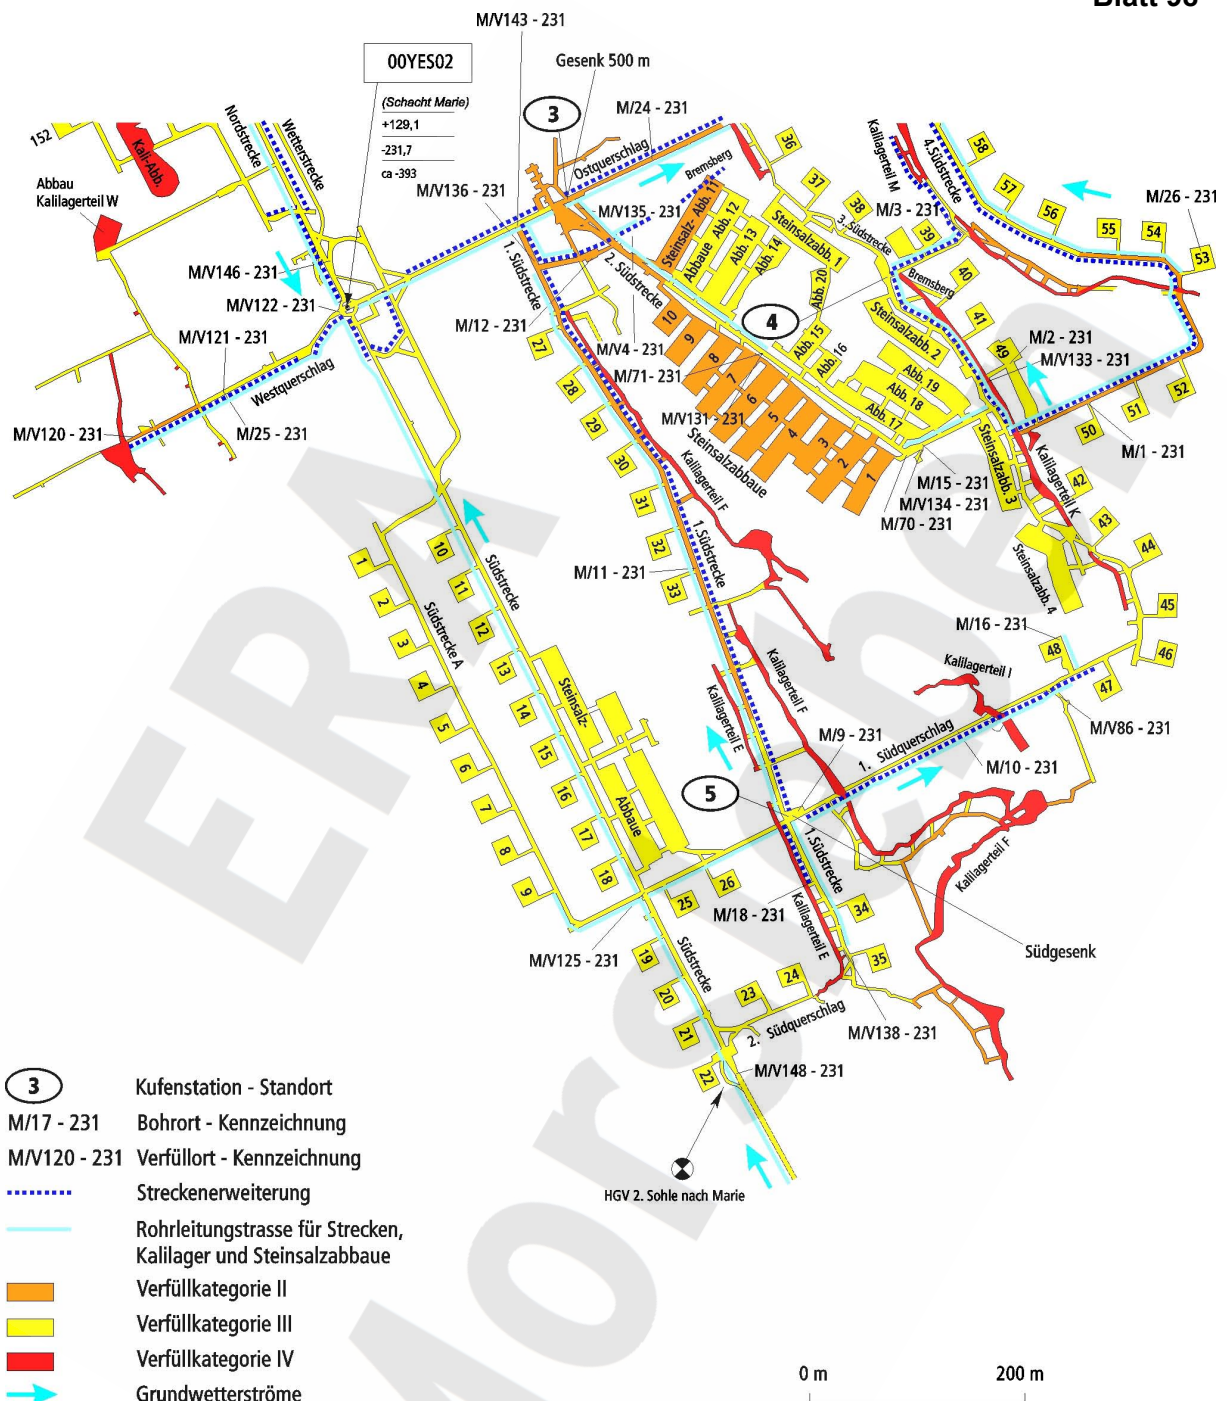 Blatt 98
M/V143 - 231
00YES02
(Schacht Marie)
+129,1
-231,7
ca -393
Gesenk 500 m
3
M/24 - 231
152
Kali-Abb.
Nordstrecke
Wetterstrecke
Abbau
Kalilagerteil W
M/V136 - 231
Ostquerschlag
Bremsberg
M/V135 - 231
Steinsalz- Abb. 11
Abbaue Abb. 12
Abb. 13
Abb. 14
Steinsalzabb. 1
Abb. 20
36
37
38
3. Südstrecke
39
Kalilagerteil M
4.Südstrecke
M/3 - 231
58
57
56
55
54
53
M/26 - 231
M/V146 - 231
M/V122 - 231
M/V121 - 231
Westquerschlag
M/V120 - 231
M/25 - 231
1. Südstrecke
2. Südstrecke
M/12 - 231
M/V4 - 231
M/71 - 231
M/V131 - 231
Steinsalzabbaue
10
9
8
7
6
5
4
3
2
1
4
Abb. 15
Abb. 16
Abb. 17
Abb. 18
Abb. 19
Bremsberg
Steinsalzabb. 2
40
41
49
M/2 - 231
M/V133 - 231
52
51
50
M/1 - 231
M/15 - 231
M/V134 - 231
M/70 - 231
Steinsalzabb. 3
Kalilagerteil K
42
43
44
45
46
Steinsalzabb. 4
M/16 - 231
48
47
M/V86 - 231
27
28
29
30
31
32
33
Kalilagerteil F
1.Südstrecke
M/11 - 231
Kalilagerteil F
Kalilagerteil E
Kalilagerteil I
M/9 - 231
1. Südquerschlag
M/10 - 231
5
1
2
3
4
5
6
7
8
9
Südstrecke A
10
11
12
13
14
15
16
17
18
Südstrecke
Steinsalz-
Abbaue
25
26
M/V125 - 231
M/18 - 231
1.Südstrecke
Kalilagerteil E
34
35
Kalilagerteil F
Südgesenk
19
20
21
22
Südstrecke
23
24
2. Südquerschlag
M/V138 - 231
M/V148 - 231
HGV 2. Sohle nach Marie
3 Kufenstation - Standort
M/17 - 231 Bohrort - Kennzeichnung
M/V120 - 231 Verfüllort - Kennzeichnung
Streckenerweiterung
Rohrleitungstrasse für Strecken,
Kalilager und Steinsalzabbaue
Verfüllkategorie II
Verfüllkategorie III
Verfüllkategorie IV
Grundwetterströme
0 m 200 m
ERA Morsleben